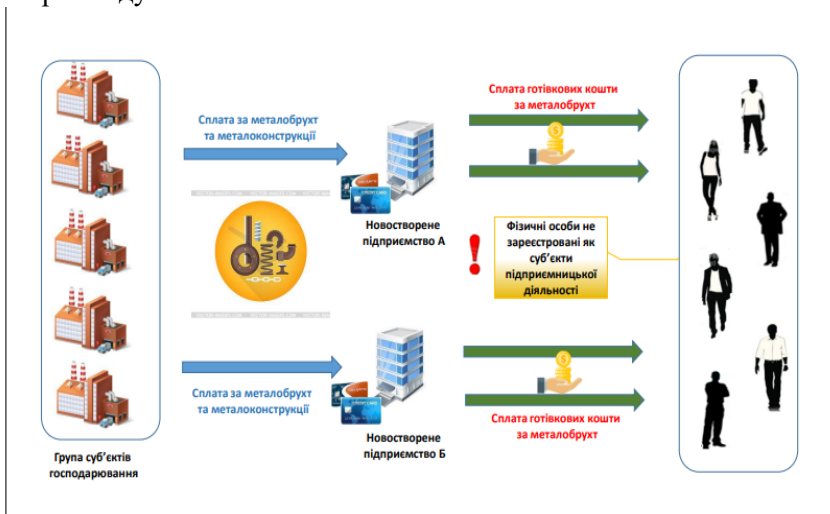 Сплата готівкових кошти
за металобрухт
Сплата за металобрухт
та металоконструкції
Новостворене
підприємство А
Фізичні особи не
зареєстровані як
суб’єкти
підприємницької
діяльності
Сплата за металобрухт
та металоконструкції
Новостворене
підприємство Б
Сплата готівкових кошти
за металобрухт
Група суб’єктів
господарювання